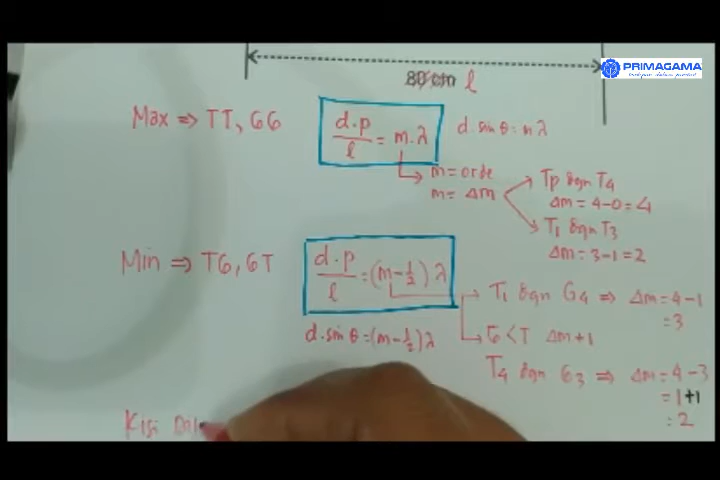 PRIMAGAMA
80 cm l
Max ⇒ TT, GG
d.p/l = m.λ
d.sin θ = mλ
m = orde
m = Δm
Tp dgn T4
Δm = 4-0 = 4
T1 dgn T3
Δm = 3-1 = 2
Min ⇒ TG, GT
d.p/l = (m-1/2) λ
d.sin θ = (m-1/2) λ
T1 dgn G4 ⇒ Δm = 4-1
= 3
G < T Δm+1
T4 dgn G3 ⇒ Δm = 4-3
= 1+1
= 2
Kisi